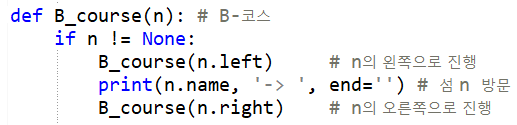 def B_course(n): # B-코스
    if n != None:
        B_course(n.left)       # n의 왼쪽으로 진행
        print(n.name, '-> ', end='') # 섬 n 방문
        B_course(n.right)      # n의 오른쪽으로 진행